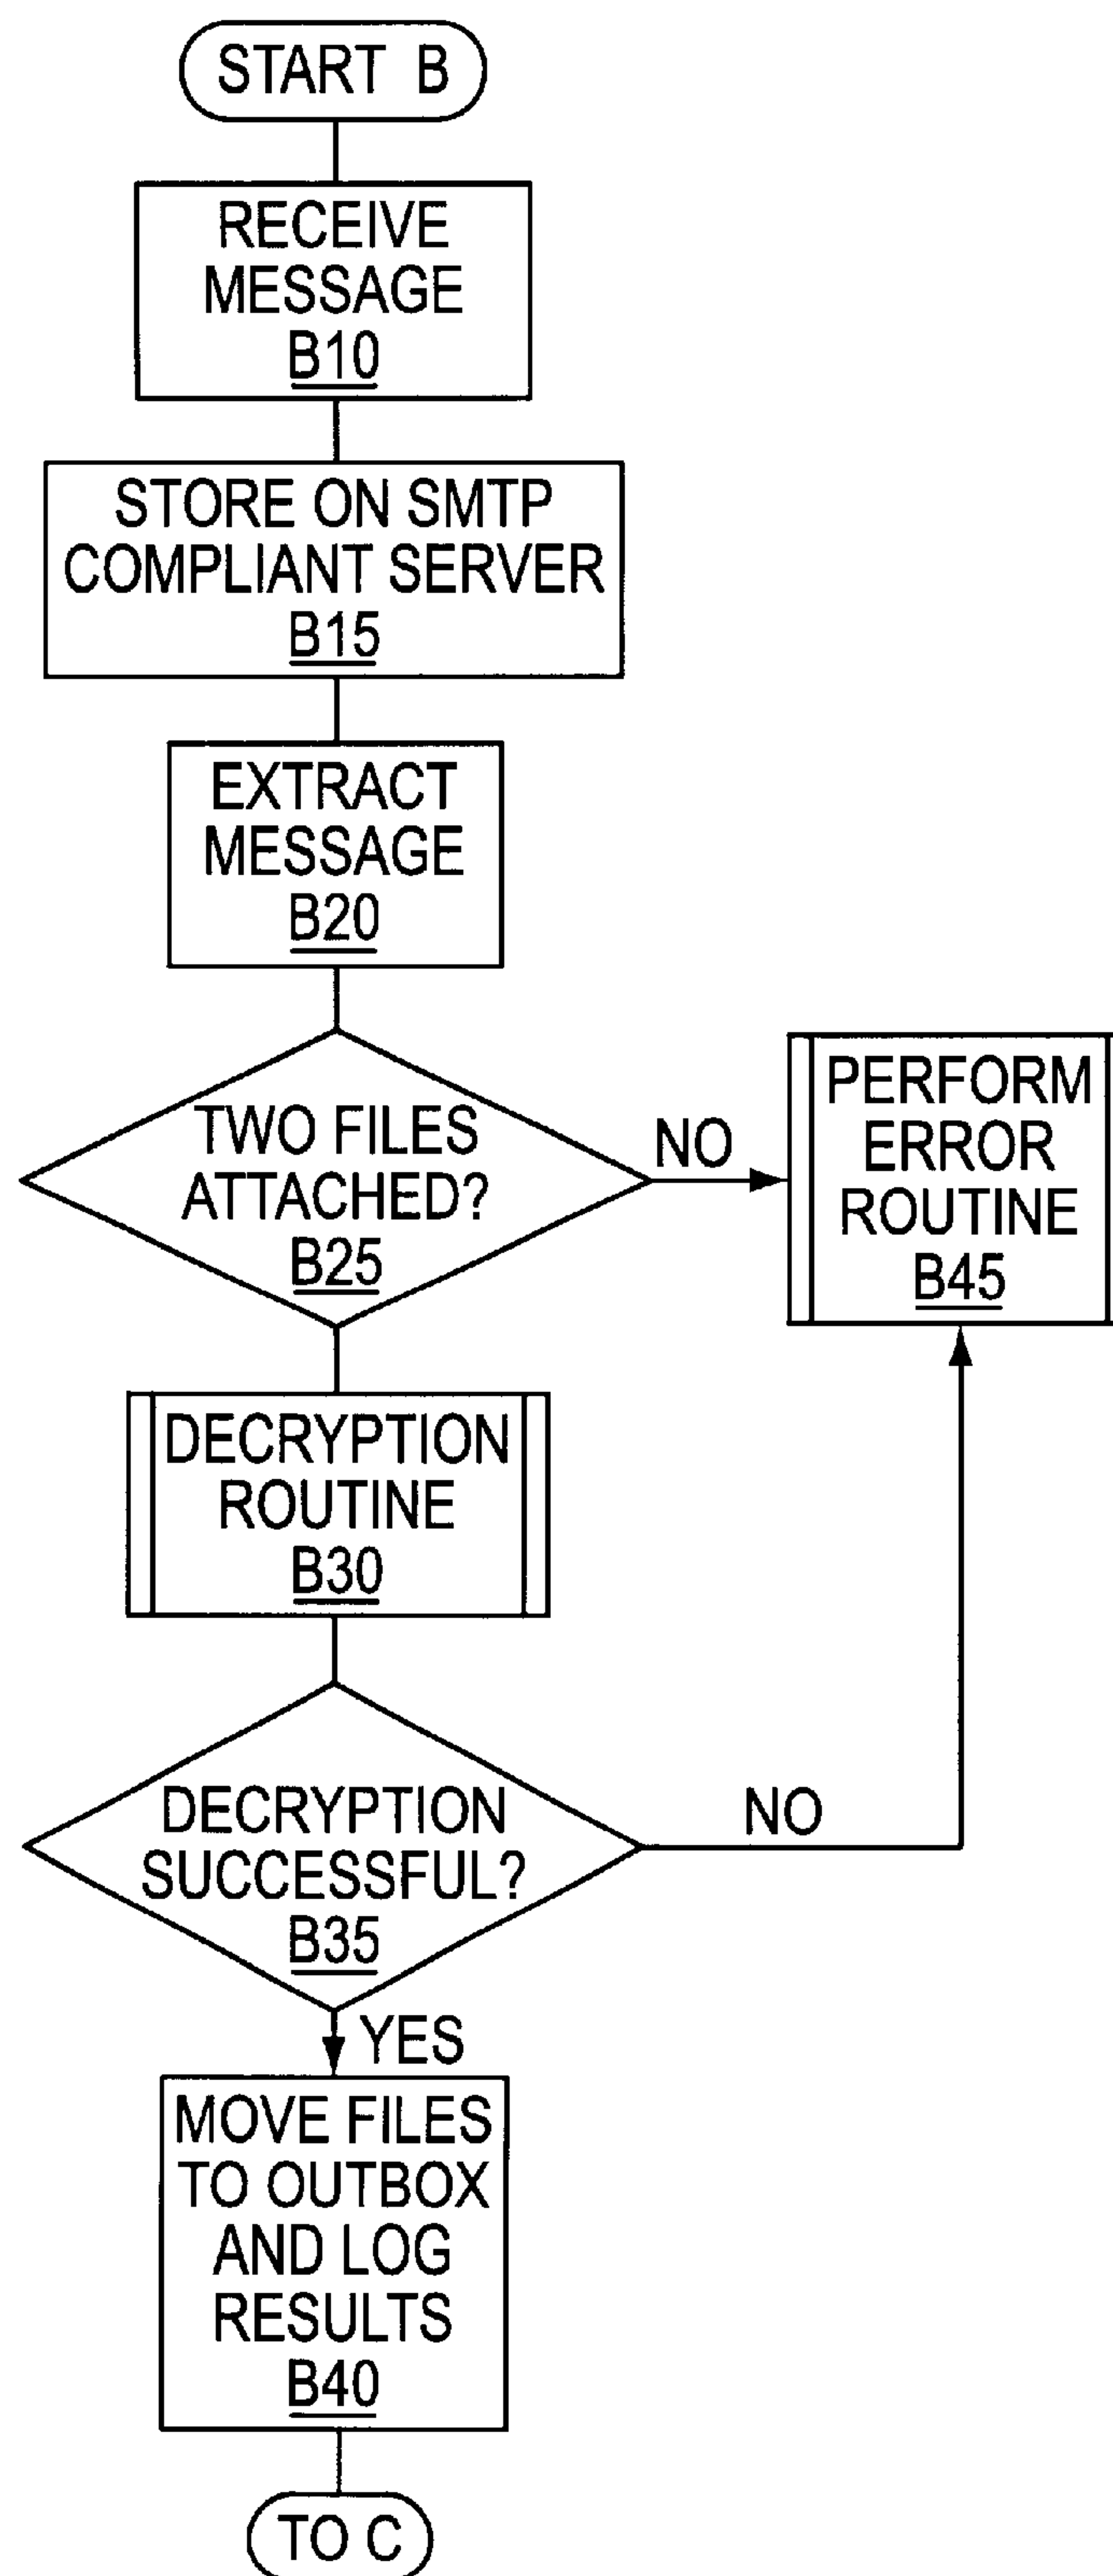 START B
RECEIVE
MESSAGE
B10
STORE ON SMTP
COMPLIANT SERVER
B15
EXTRACT
MESSAGE
B20
TWO FILES
ATTACHED?
B25
NO
PERFORM
ERROR
ROUTINE
B45
DECRYPTION
ROUTINE
B30
DECRYPTION
SUCCESSFUL?
B35
NO
YES
MOVE FILES
TO OUTBOX
AND LOG
RESULTS
B40
TO C